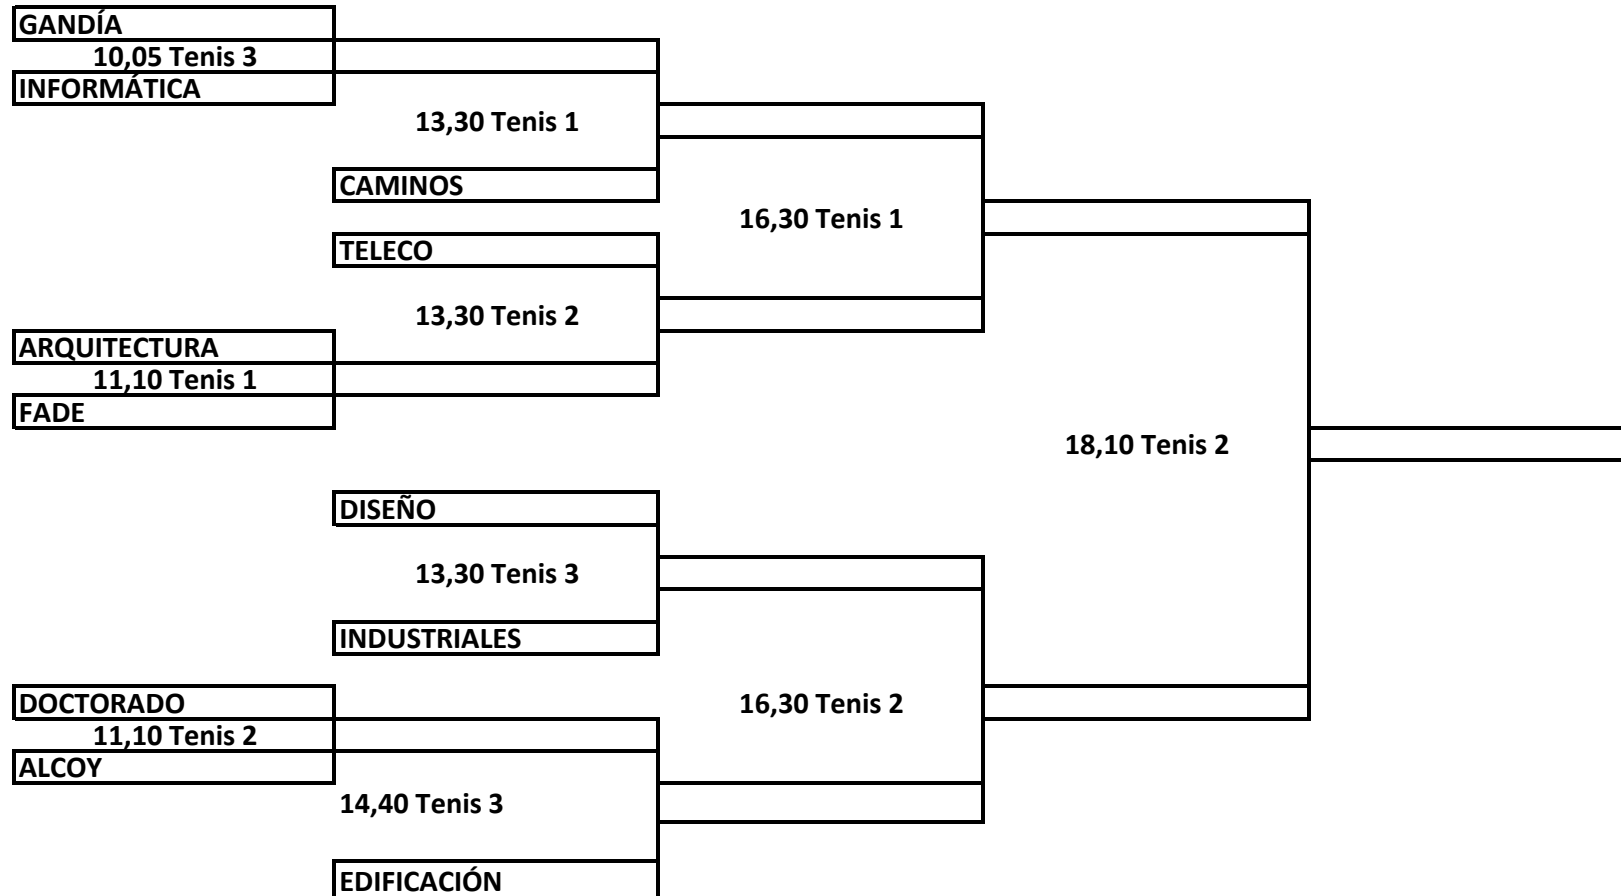 GANDÍA
10,05 Tenis 3
INFORMÁTICA
13,30 Tenis 1
CAMINOS
16,30 Tenis 1
TELECO
13,30 Tenis 2
ARQUITECTURA
11,10 Tenis 1
FADE
18,10 Tenis 2
DISEÑO
13,30 Tenis 3
INDUSTRIALES
DOCTORADO
16,30 Tenis 2
11,10 Tenis 2
ALCOY
14,40 Tenis 3
EDIFICACIÓN